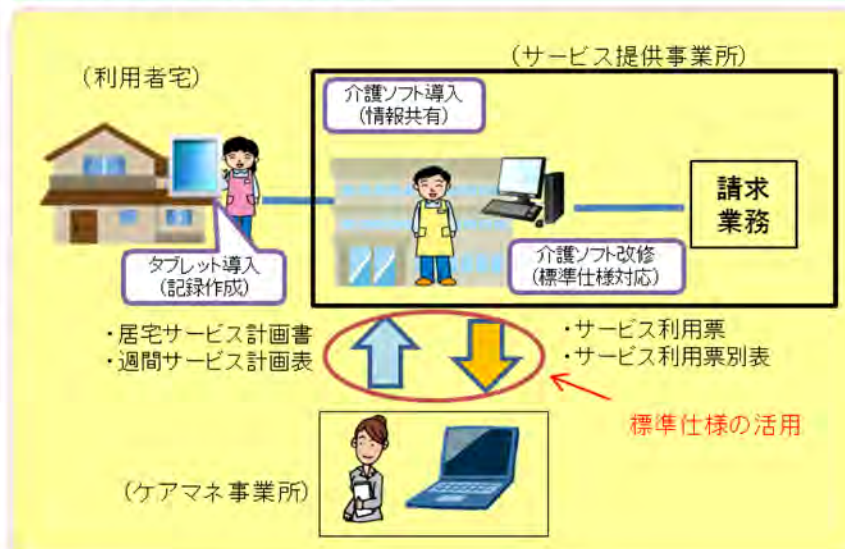 (サービス提供事業所)
(利用者宅)
介護ソフト導入
(情報共有)
請求
業務
タブレット導入
(記録作成)
介護ソフト改修
(標準仕様対応)
・居宅サービス計画書
・週間サービス計画表
・サービス利用票
・サービス利用票別表
標準仕様の活用
(ケアマネ事業所)